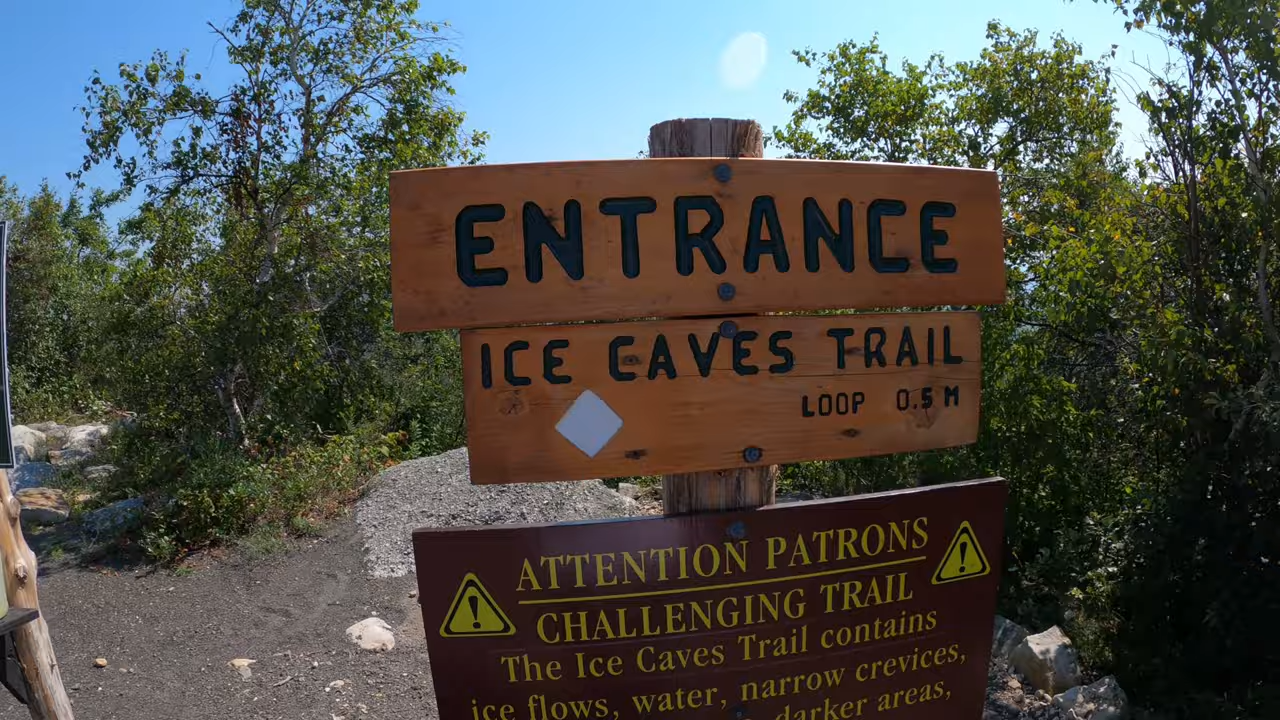 ENTRANCE
ICE CAVES TRAIL
LOOP 0.5 M
ATTENTION PATRONS
CHALLENGING TRAIL
The Ice Caves Trail contains
ice flows, water, narrow crevices,
darker areas,